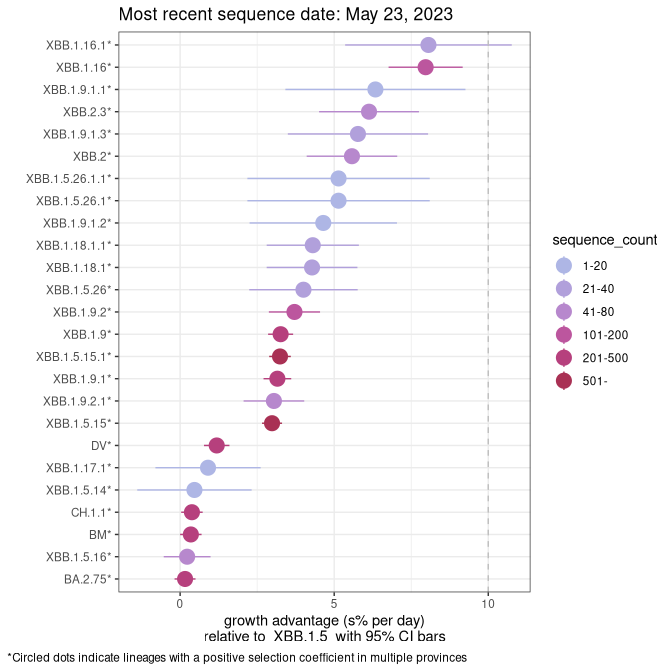 Most recent sequence date: May 23, 2023
XBB.1.16.1*
XBB.1.16*
XBB.1.9.1.1*
XBB.2.3*
XBB.1.9.1.3*
XBB.2*
XBB.1.5.26.1.1*
XBB.1.5.26.1*
XBB.1.9.1.2*
XBB.1.18.1.1*
XBB.1.18.1*
XBB.1.5.26*
XBB.1.9.2*
XBB.1.9*
XBB.1.5.15.1*
XBB.1.9.1*
XBB.1.9.2.1*
XBB.1.5.15*
DV*
XBB.1.17.1*
XBB.1.5.14*
CH.1.1*
BM*
XBB.1.5.16*
BA.2.75*
0 5 10
growth advantage (s% per day)
relative to XBB.1.5 with 95% CI bars
sequence_count
1-20
21-40
41-80
101-200
201-500
501-
*Circled dots indicate lineages with a positive selection coefficient in multiple provinces